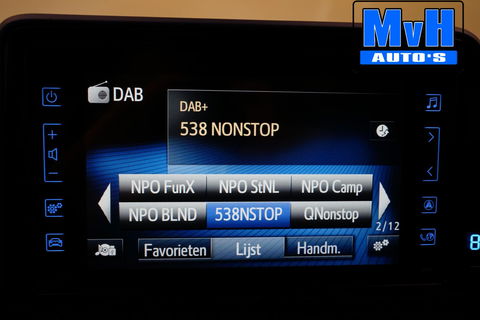 MvH
AUTO'S
DAB
DAB+
538 NONSTOP
NPO FunX NPO StNL NPO Camp
NPO BLND 538NSTOP QNonstop
2/12
Favorieten Lijst Handm.